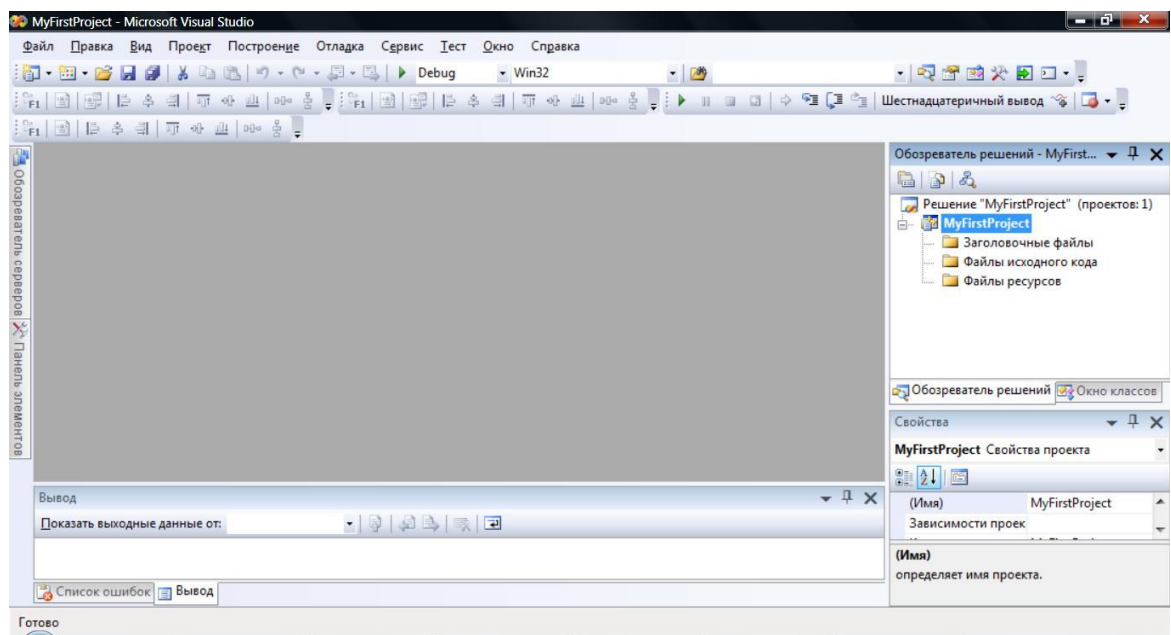 MyFirstProject - Microsoft Visual Studio
Файл Правка Вид Проект Построение Отладка Сервис Тест Окно Справка
Debug Win32
Шестнадцатеричный вывод
Обозреватель серверов
Панель элементов
Обозреватель решений - MyFirst...
Решение "MyFirstProject" (проектов: 1)
MyFirstProject
Заголовочные файлы
Файлы исходного кода
Файлы ресурсов
Обозреватель решений Окно классов
Свойства
MyFirstProject Свойства проекта
(Имя) MyFirstProject
Зависимости проек
(Имя)
определяет имя проекта.
Вывод
Показать выходные данные от:
Список ошибок Вывод
Готово